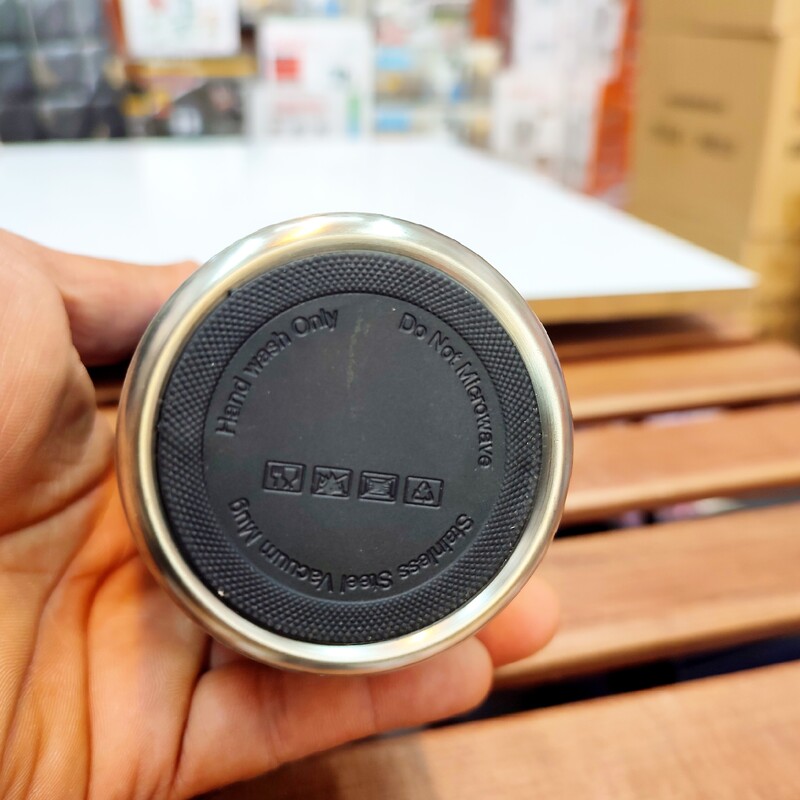 Hand wash Only
Do Not Microwave
Stainless Steel Vacuum Mug